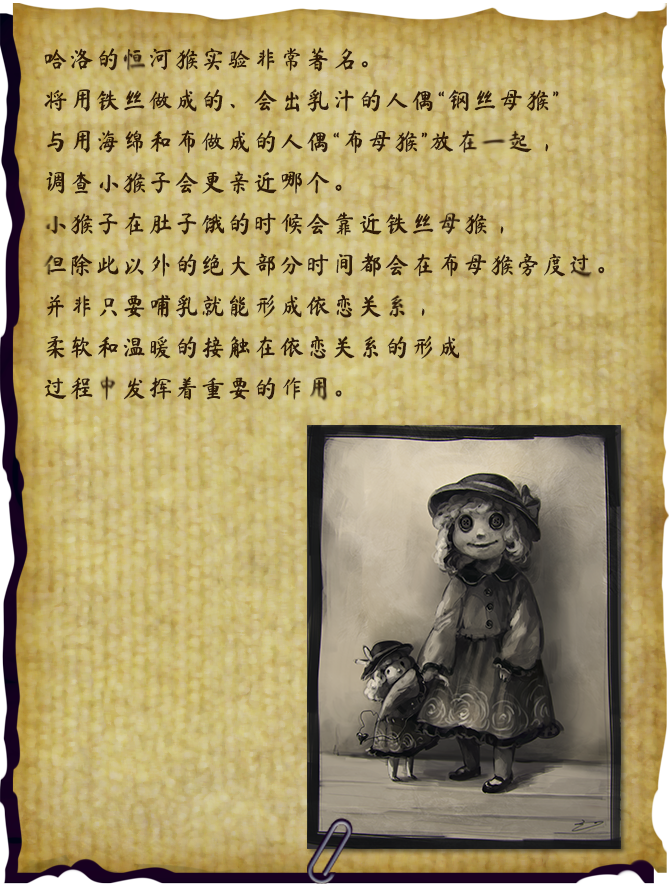 哈洛的恒河猴实验非常著名。
将用铁丝做成的、会出乳汁的人偶“钢丝母猴”
与用海绵和布做成的人偶“布母猴”放在一起，
调查小猴子会更亲近哪个。
小猴子在肚子饿的时候会靠近铁丝母猴，
但除此以外的绝大部分时间都会在布母猴旁度过。
并非只要哺乳就能形成依恋关系，
柔软和温暖的接触在依恋关系的形成
过程中发挥着重要的作用。